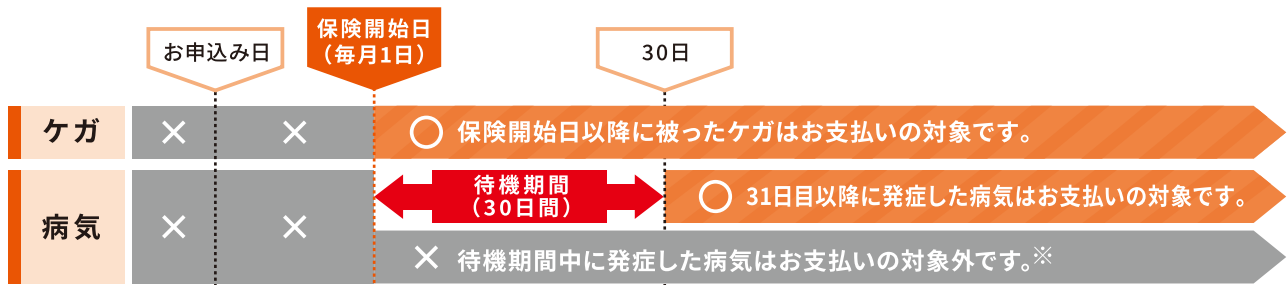 お申込み日
保険開始日
（毎月1日）
30日
ケガ
× ×
○ 保険開始日以降に被ったケガはお支払いの対象です。
病気
× ×
待機期間
（30日間）
○ 31日目以降に発症した病気はお支払いの対象です。
× 待機期間中に発症した病気はお支払いの対象外です。※